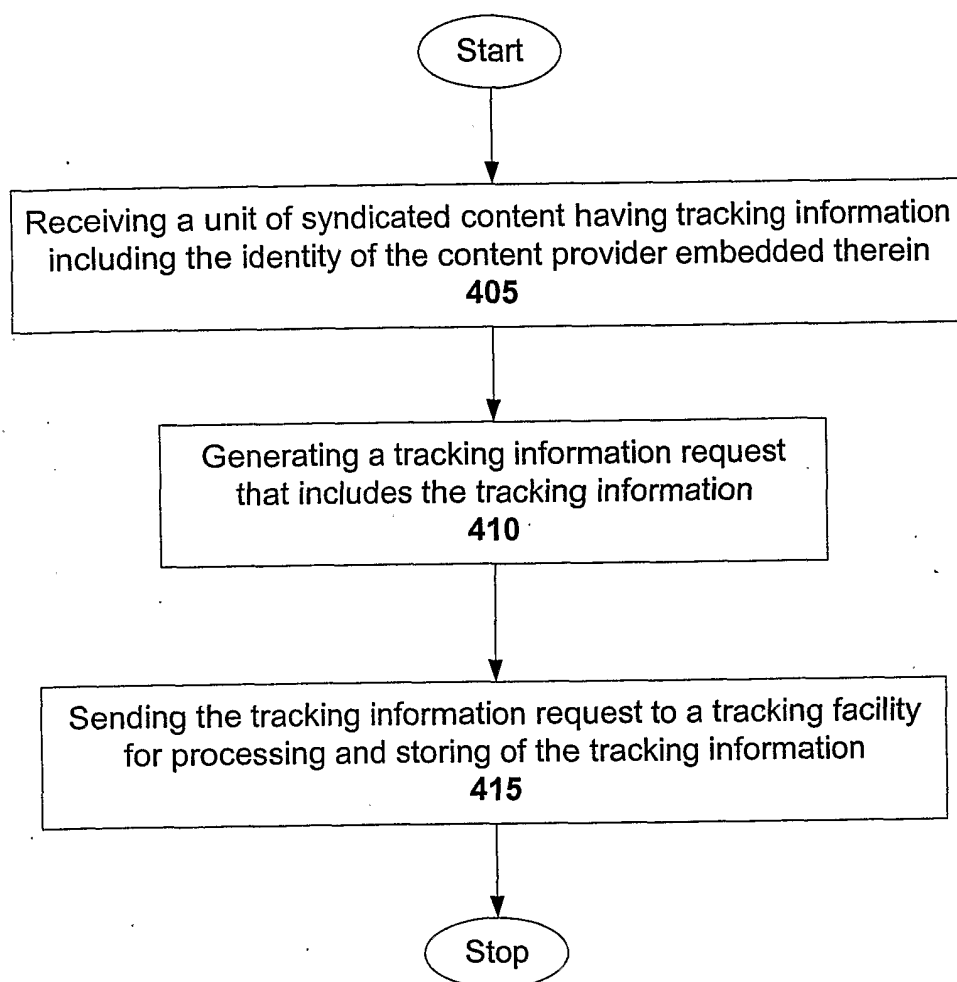 Start
Receiving a unit of syndicated content having tracking information
including the identity of the content provider embedded therein
405
Generating a tracking information request
that includes the tracking information
410
Sending the tracking information request to a tracking facility
for processing and storing of the tracking information
415
Stop